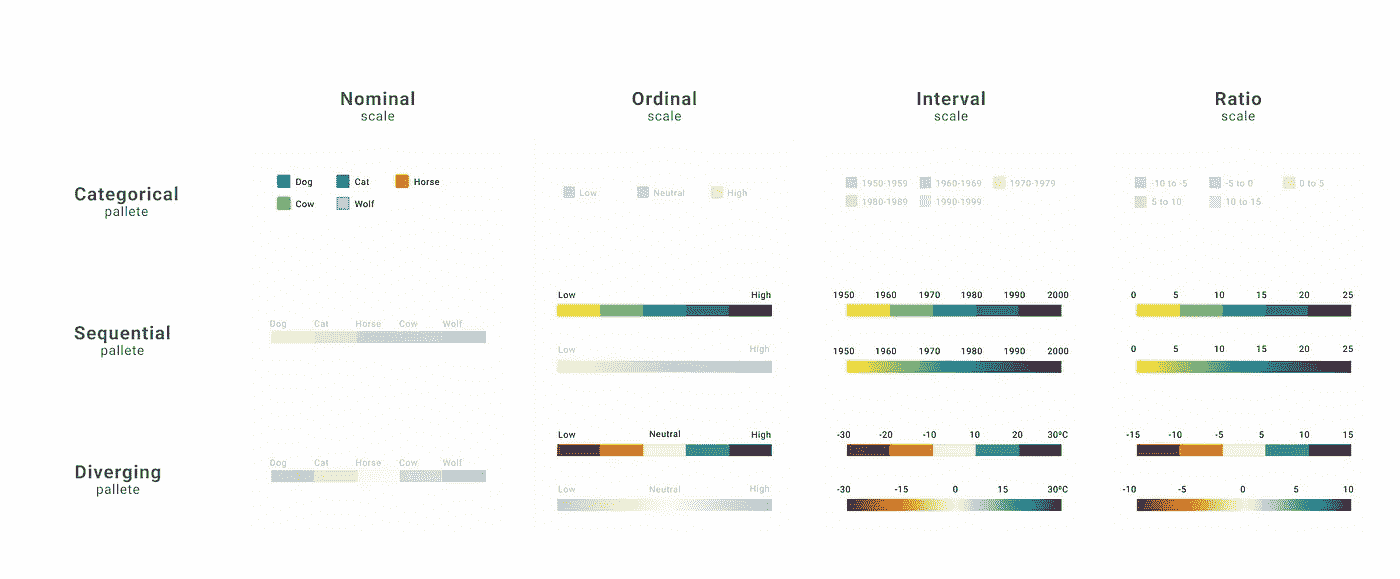 Nominal
scale
Ordinal
scale
Interval
scale
Ratio
scale
Categorical
pallete
Dog Cat Horse
Cow Wolf
Low Neutral High
1950-1959 1960-1969 1970-1979
1980-1989 1990-1999
-10 to -5 -5 to 0 0 to 5
5 to 10 10 to 15
Sequential
pallete
Dog Cat Horse Cow Wolf
Low High
Low High
1950 1960 1970 1980 1990 2000
1950 1960 1970 1980 1990 2000
0 5 10 15 20 25
0 5 10 15 20 25
Diverging
pallete
Dog Cat Horse Cow Wolf
Low Neutral High
Low Neutral High
-30 -20 -10 10 20 30ºC
-30 -15 0 15 30ºC
-15 -10 -5 5 10 15
-10 -5 0 5 10